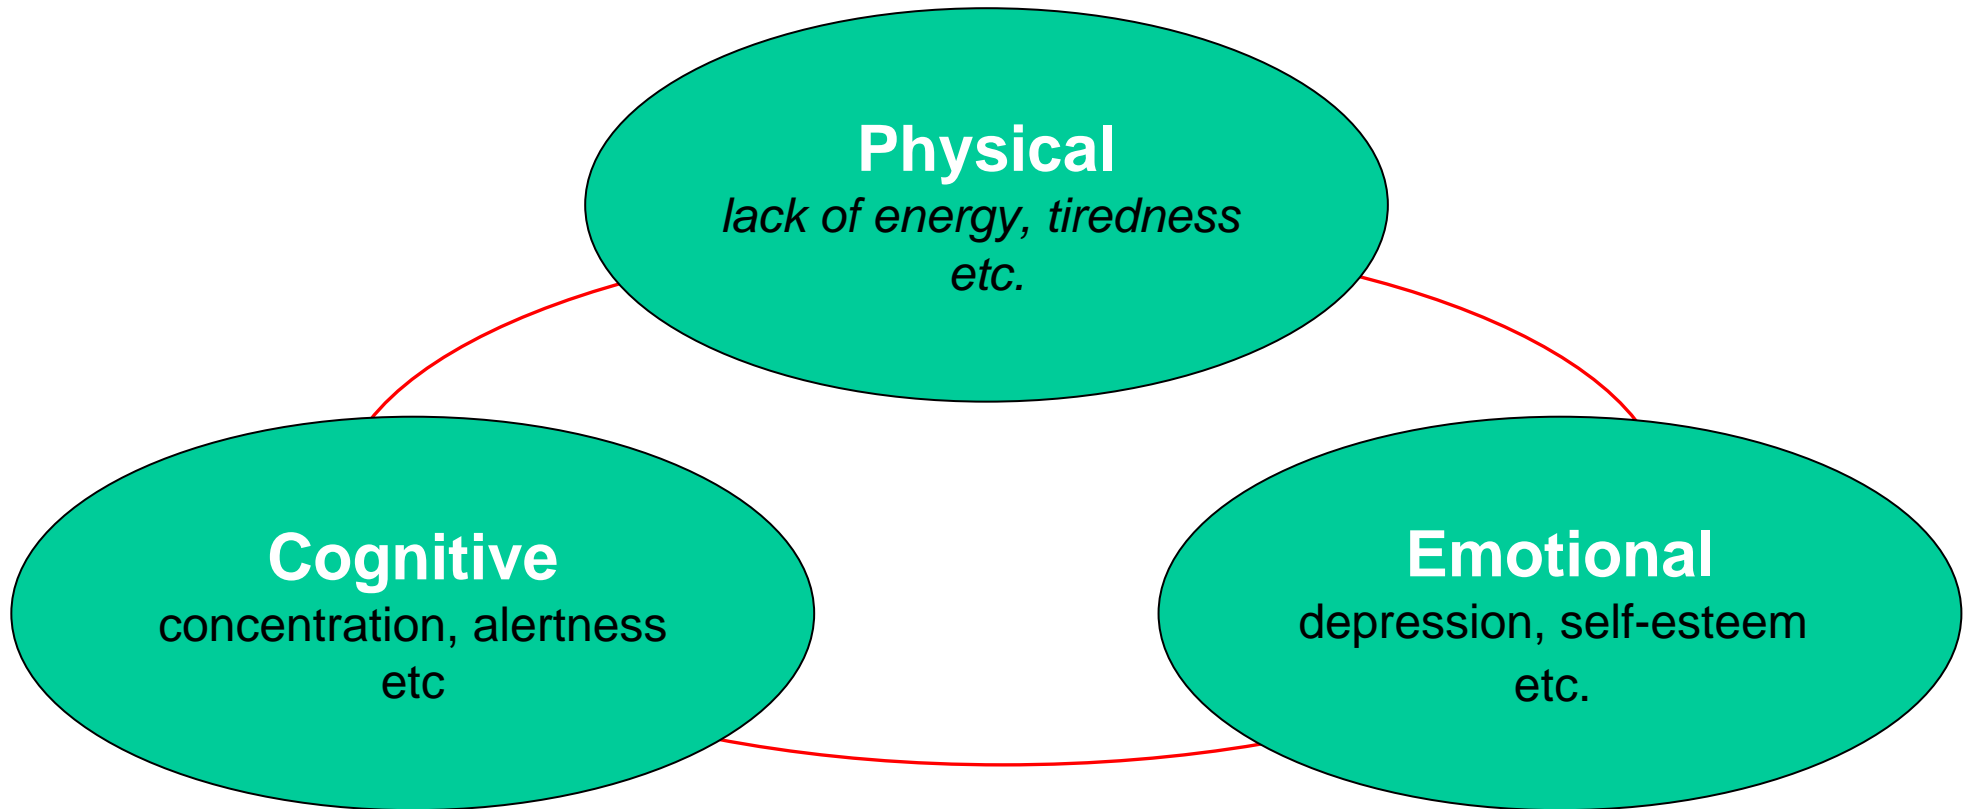 Physical
lack of energy, tiredness
etc.
Cognitive
concentration, alertness
etc
Emotional
depression, self-esteem
etc.